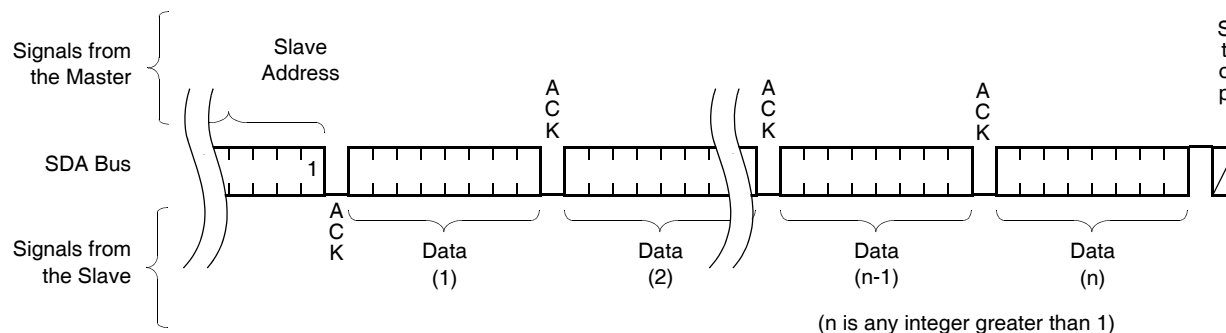 Signals from
the Master
Slave
Address
A
C
K
A
C
K
A
C
K
SDA Bus
1
A
C
K
Signals from
the Slave
Data
(1)
Data
(2)
Data
(n-1)
Data
(n)
(n is any integer greater than 1)